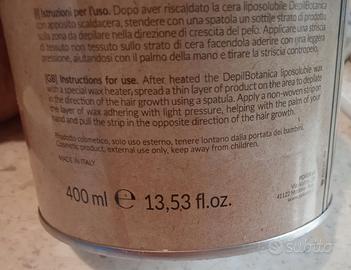 Istruzioni per l'uso. Dopo aver riscaldato la cera liposolubile DepilBotanica
con apposito scaldacera, stendere con una spatola un sottile strato di prodotto
sulla zona da depilare nella direzione di crescita del pelo. Applicare una striscia
di tessuto non tessuto sullo strato di cera facendola aderire con una leggera
pressione, aiutandosi con il palmo della mano e tirare la striscia contropelo.
Instructions for use. After heated the DepilBotanica liposoluble wax
with a special wax heater, spread a thin layer of product on the area to depilate
in the direction of the hair growth using a spatula. Apply a non-woven strip on
the layer of wax adhering with light pressure, helping with the palm of your
hand and pull the strip in the opposite direction of the hair growth.
Prodotto cosmetico, solo uso esterno, tenere lontano dalla portata dei bambini.
Cosmetic product, external use only, keep away from children.
MADE IN ITALY
400 ml ℮ 13,53 fl.oz.
Via
41122
subito